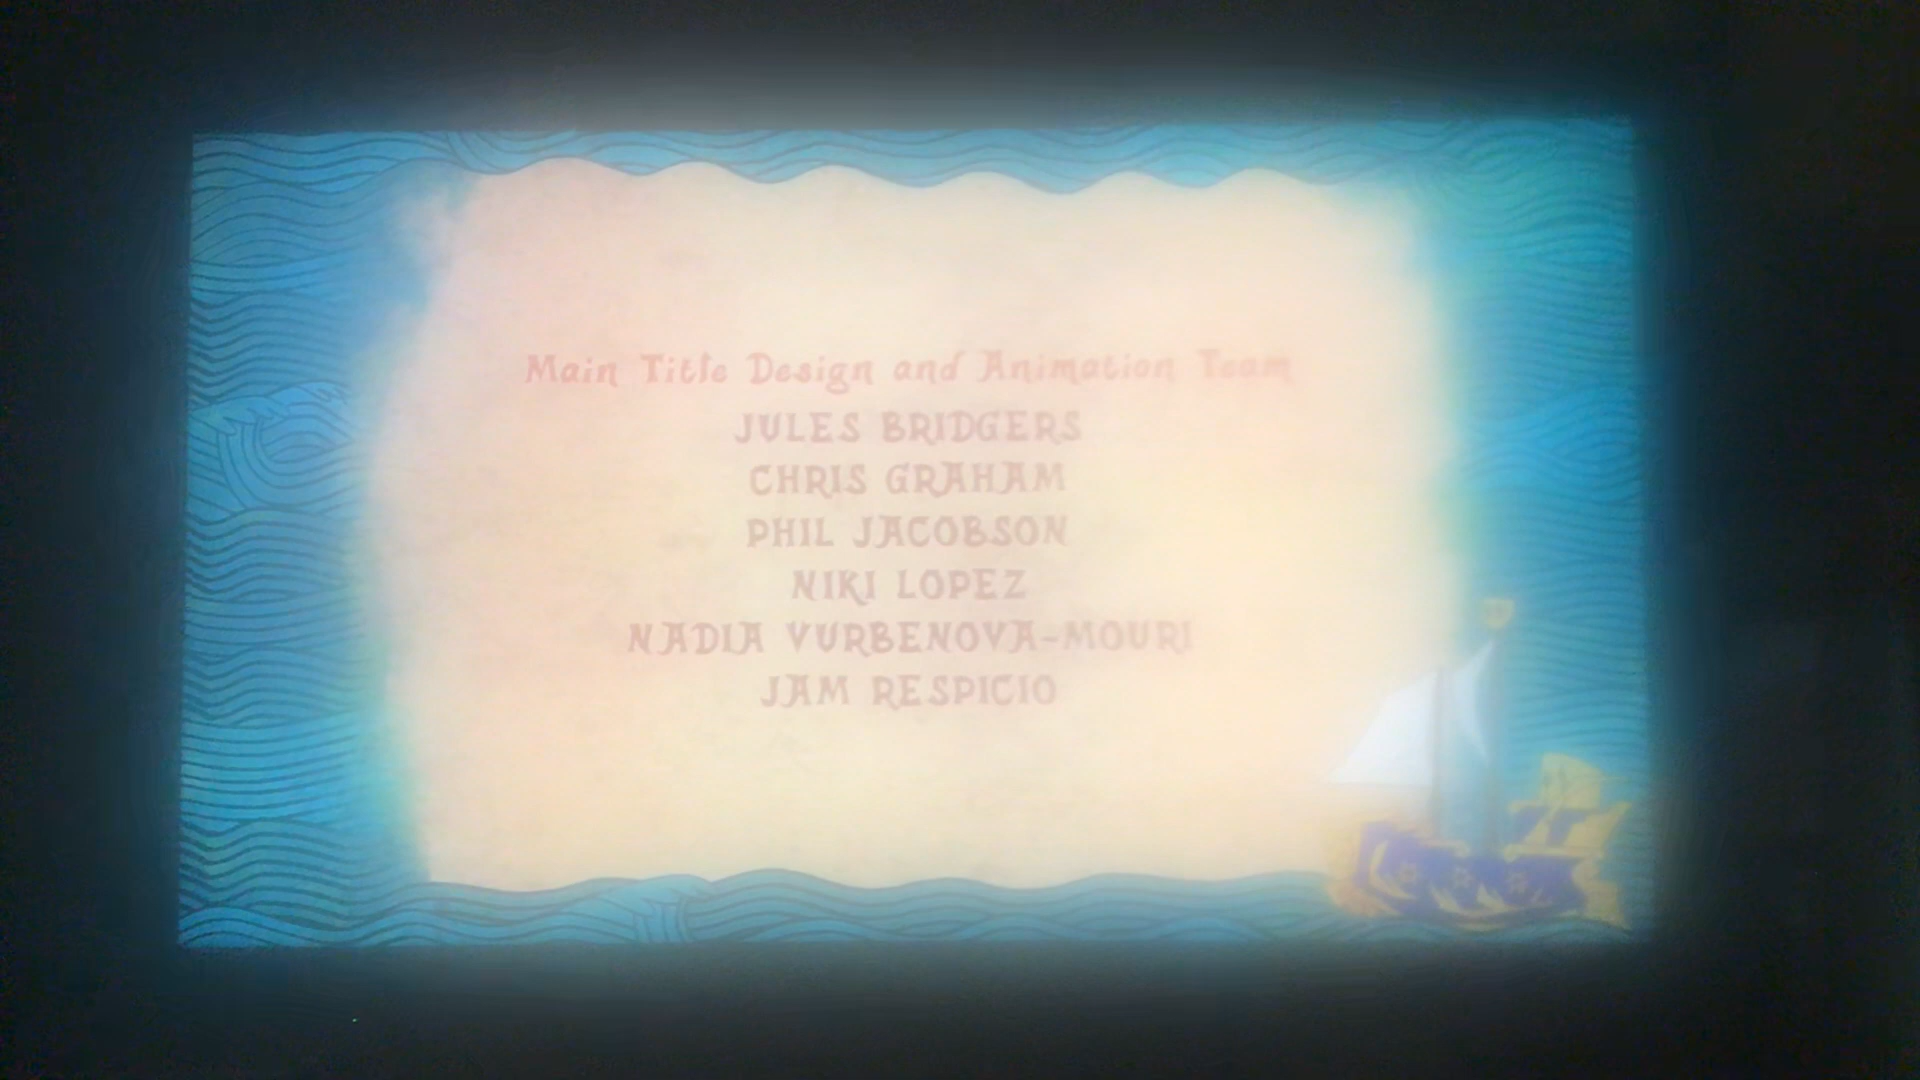 Main Title Design and Animation Team
JULES BRIDGERS
CHRIS GRAHAM
PHIL JACOBSON
NIKI LOPEZ
NADIA VURBENOVA-MOURI
JAM RESPICIO